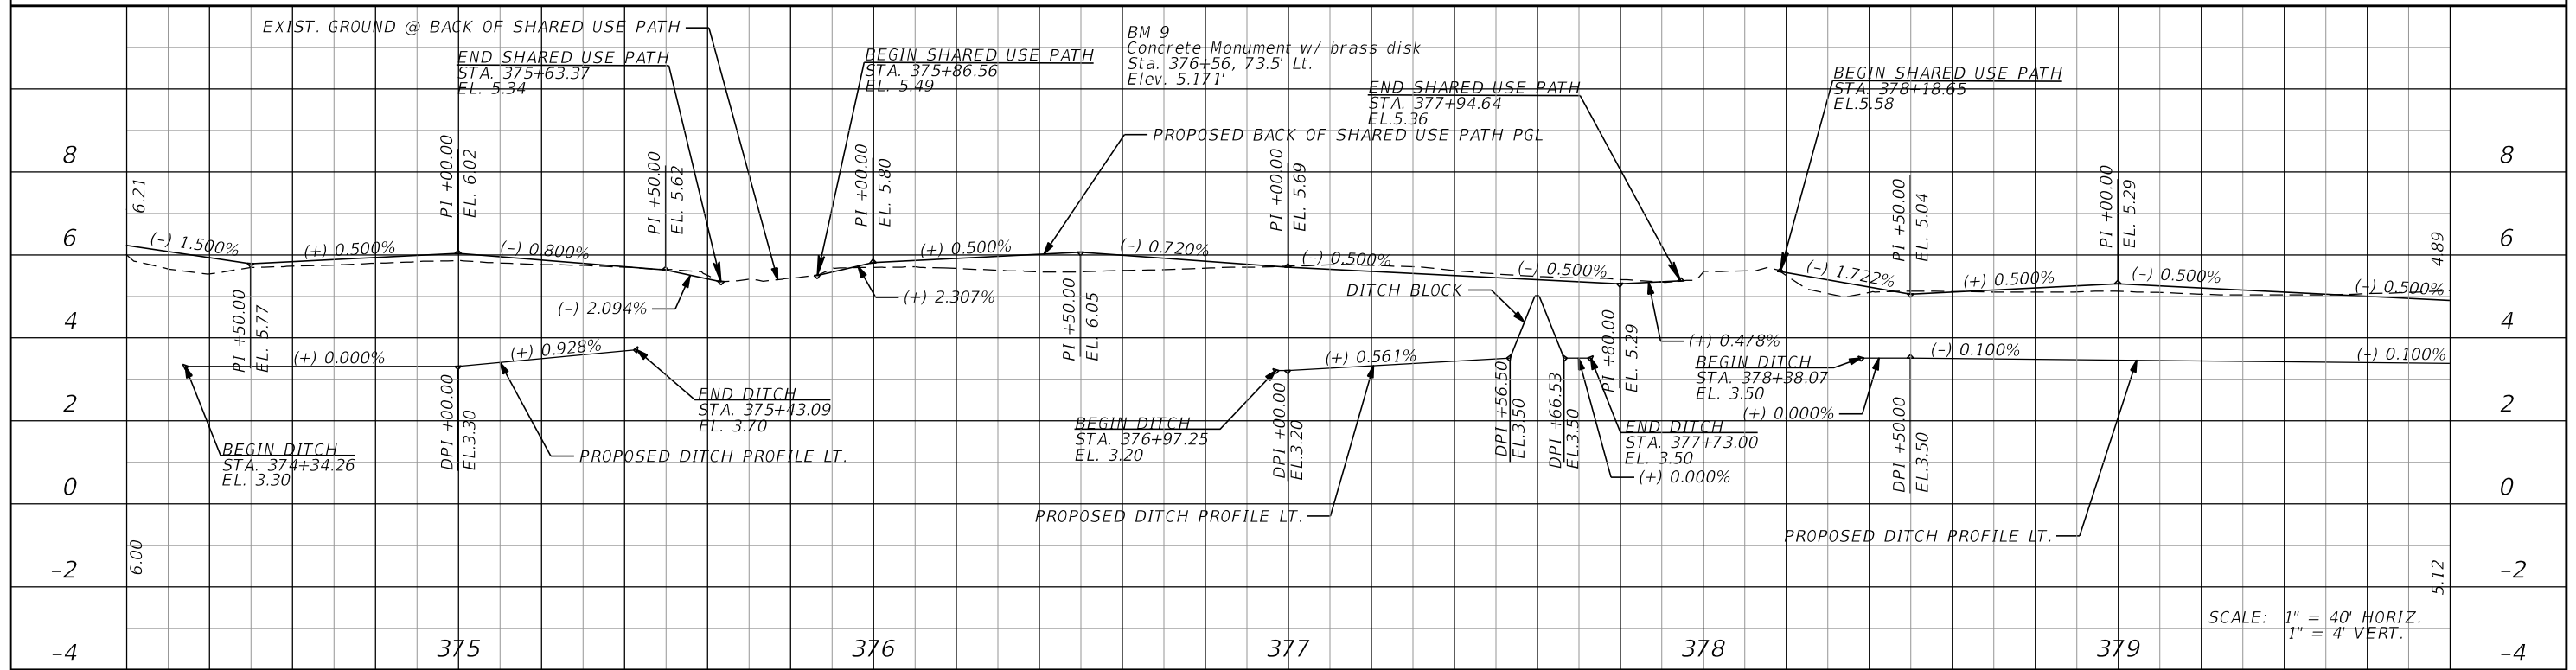 EXIST. GROUND @ BACK OF SHARED USE PATH
END SHARED USE PATH
STA. 375+63.37
EL. 5.34
BEGIN SHARED USE PATH
STA. 375+86.56
EL. 5.49
BM 9
Concrete Monument w/ brass disk
Sta. 376+56, 73.5' Lt.
Elev. 5.171'
END SHARED USE PATH
STA. 377+94.64
EL.5.36
BEGIN SHARED USE PATH
STA. 378+18.65
EL.5.58
PROPOSED BACK OF SHARED USE PATH PGL
8
8
6.21
PI +00.00
EL. 6.02
PI +50.00
EL. 5.62
PI +00.00
EL. 5.80
PI +00.00
EL. 5.69
PI +50.00
EL. 5.04
PI +00.00
EL. 5.29
4.89
6
6
(-) 1.500%
(+) 0.500%
(-) 0.800%
(+) 0.500%
(-) 0.720%
(-) 0.500%
(-) 0.500%
(-) 1.722%
(+) 0.500%
(-) 0.500%
(-) 0.500%
(-) 2.094%
(+) 2.307%
DITCH BLOCK
4
4
PI +50.00
EL. 5.77
PI +50.00
EL. 6.05
PI +80.00
EL. 5.29
(+) 0.478%
(+) 0.000%
(+) 0.928%
(+) 0.561%
(-) 0.100%
(-) 0.100%
BEGIN DITCH
STA. 378+38.07
EL. 3.50
(+) 0.000%
END DITCH
STA. 375+43.09
EL. 3.70
2
2
DPI +00.00
EL.3.30
DPI +00.00
EL.3.20
DPI +56.50
EL.3.50
DPI +66.53
EL.3.50
DPI +50.00
EL.3.50
BEGIN DITCH
STA. 376+97.25
EL. 3.20
END DITCH
STA. 377+73.00
EL. 3.50
(+) 0.000%
BEGIN DITCH
STA. 374+34.26
EL. 3.30
PROPOSED DITCH PROFILE LT.
0
0
PROPOSED DITCH PROFILE LT.
PROPOSED DITCH PROFILE LT.
6.00
5.12
-2
-2
SCALE: 1" = 40' HORIZ.
1" = 4' VERT.
-4
375
376
377
378
379
-4